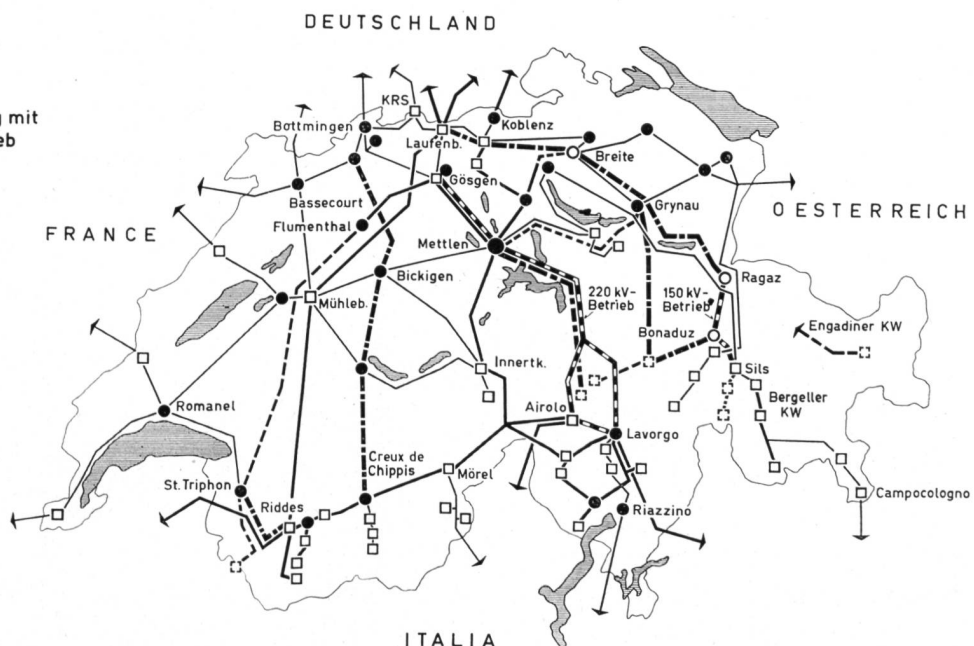 DEUTSCHLAND
g mit
eb
KRS
Bottmingen
Koblenz
Laufenb.
Breite
Gösgen
Bassecourt
Grynau
OESTERREICH
Flumenthal
FRANCE
Mettlen
Bickigen
Ragaz
220 kV-
Betrieb
150 kV-
Betrieb
Mühleb.
Engadiner KW
Bonaduz
Innertk.
Sils
Bergeller
KW
Romanel
Airolo
Lavorgo
Creux de
Chippis
Mörel
St. Triphon
Campocologno
Riddes
Riazzino
ITALIA